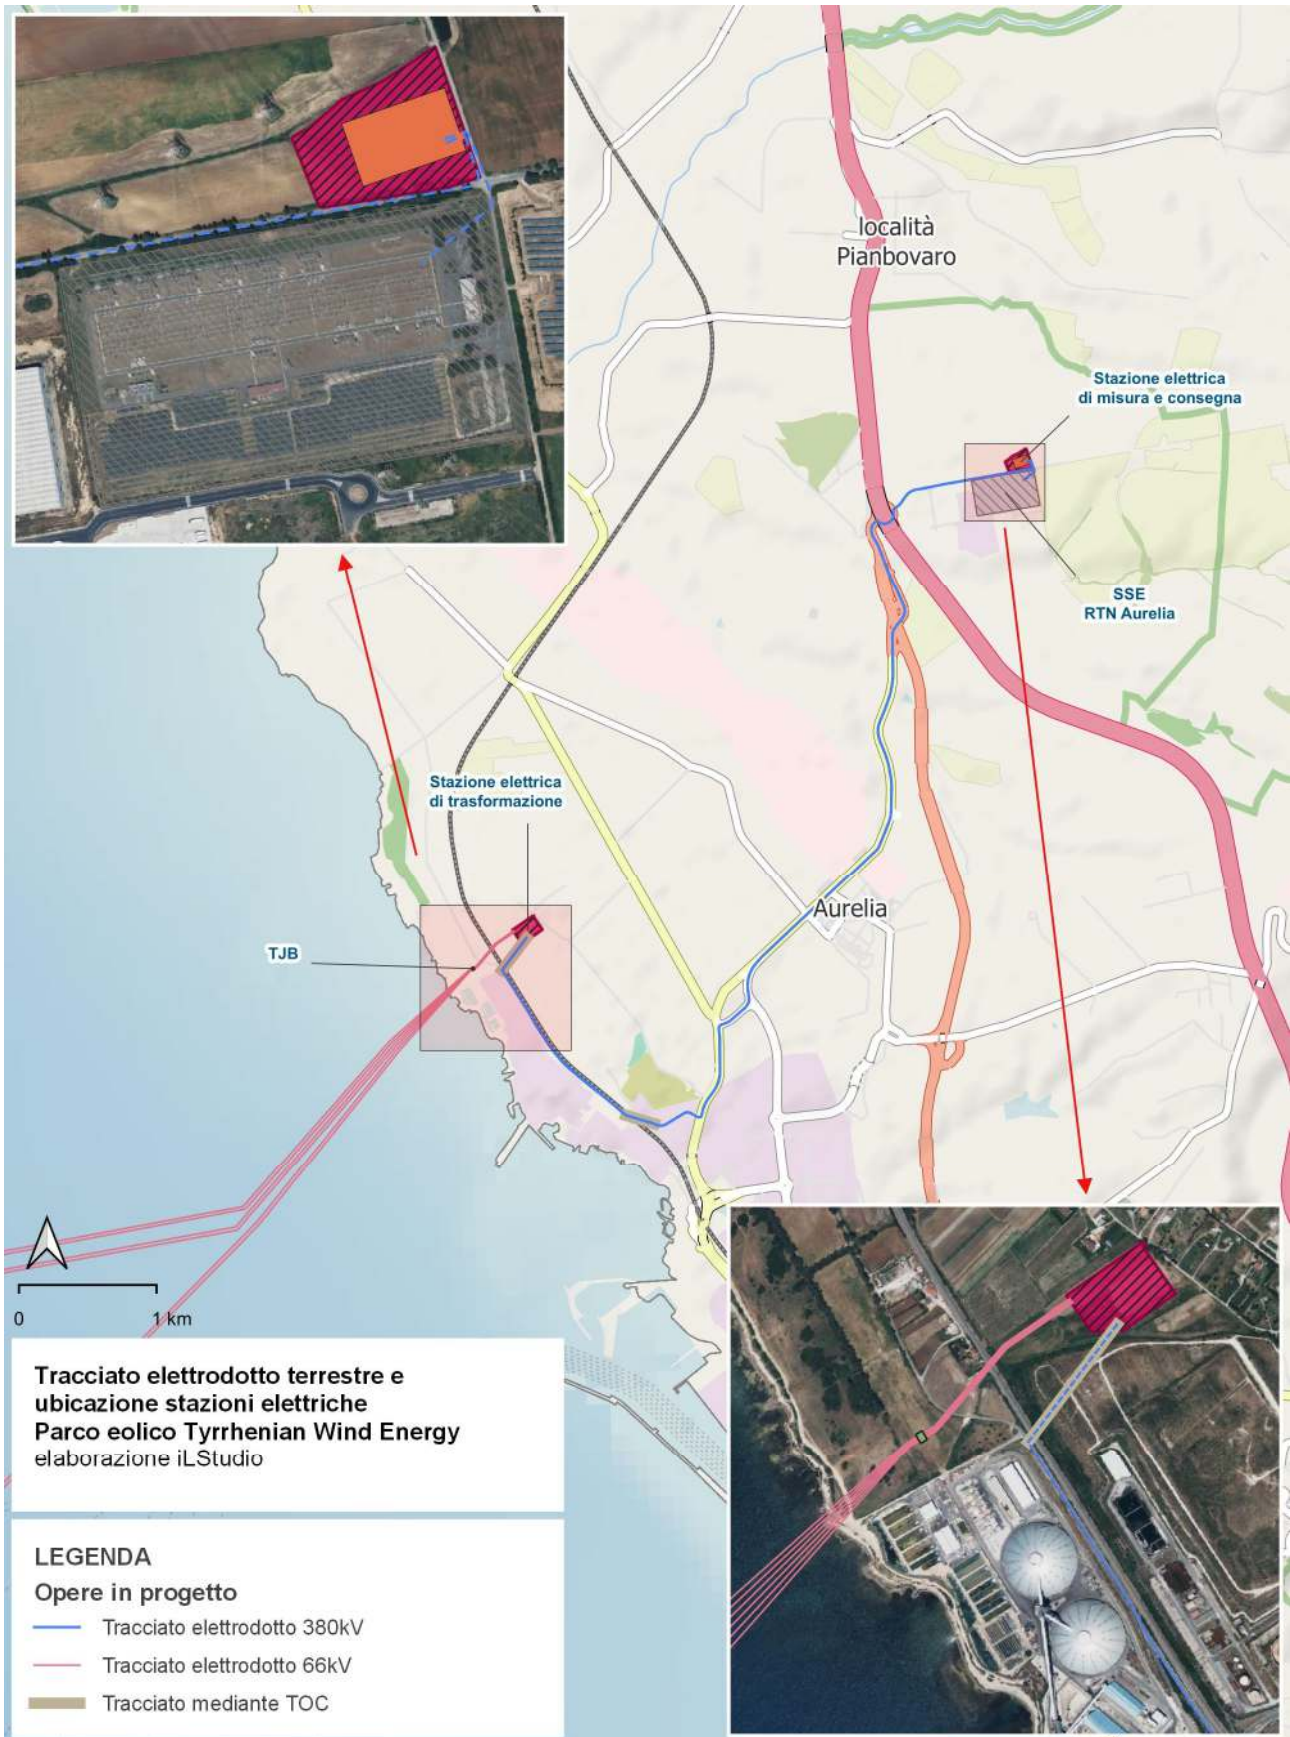 località
Pianbovaro
Stazione elettrica
di misura e consegna
SSE
RTN Aurelia
Stazione elettrica
di trasformazione
Aurelia
TJB
0 1 km
Tracciato elettrodotto terrestre e
ubicazione stazioni elettriche
Parco eolico Tyrrhenian Wind Energy
elaborazione iLStudio
LEGENDA
Opere in progetto
Tracciato elettrodotto 380kV
Tracciato elettrodotto 66kV
Tracciato mediante TOC